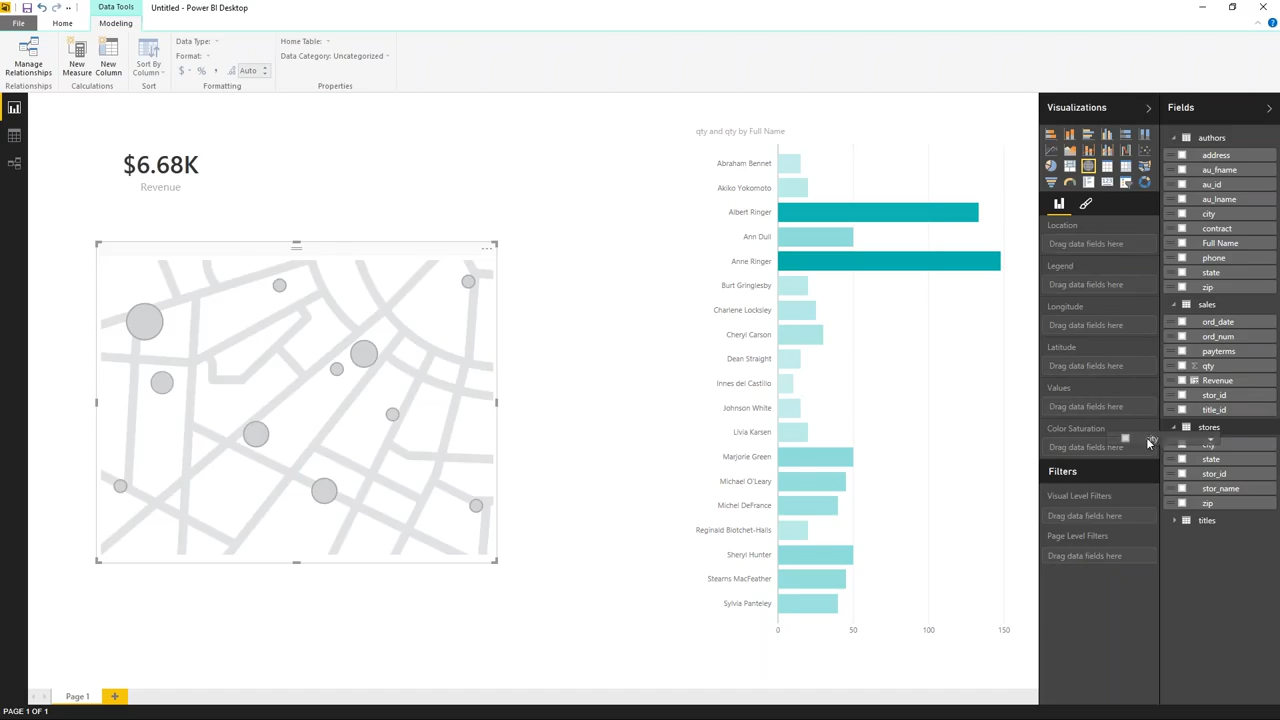 Data Tools
Untitled - Power BI Desktop
File
Home
Modeling
Manage
Relationships
New
Measure
New
Column
Sort By
Column
Data Type:
Format:
$ % , Auto
Home Table:
Data Category: Uncategorized
Relationships
Calculations
Sort
Formatting
Properties
$6.68K
Revenue
qty and qty by Full Name
Abraham Bennet
Akiko Yokomoto
Albert Ringer
Ann Dull
Anne Ringer
Burt Gringlesby
Charlene Locksley
Cheryl Carson
Dean Straight
Innes del Castillo
Johnson White
Livia Karsen
Marjorie Green
Michael O'Leary
Michel DeFrance
Reginald Blotchet-Halls
Sheryl Hunter
Stearns MacFeather
Sylvia Panteley
0 50 100 150
Visualizations
Location
Drag data fields here
Legend
Drag data fields here
Longitude
Drag data fields here
Latitude
Drag data fields here
Values
Drag data fields here
Color Saturation
Drag data fields here
Filters
Visual Level Filters
Drag data fields here
Page Level Filters
Drag data fields here
Fields
authors
address
au_fname
au_id
au_lname
city
contract
Full Name
phone
state
zip
sales
ord_date
ord_num
payterms
Σ qty
Revenue
stor_id
title_id
stores
city
city
state
stor_id
stor_name
zip
titles
Page 1
PAGE 1 OF 1